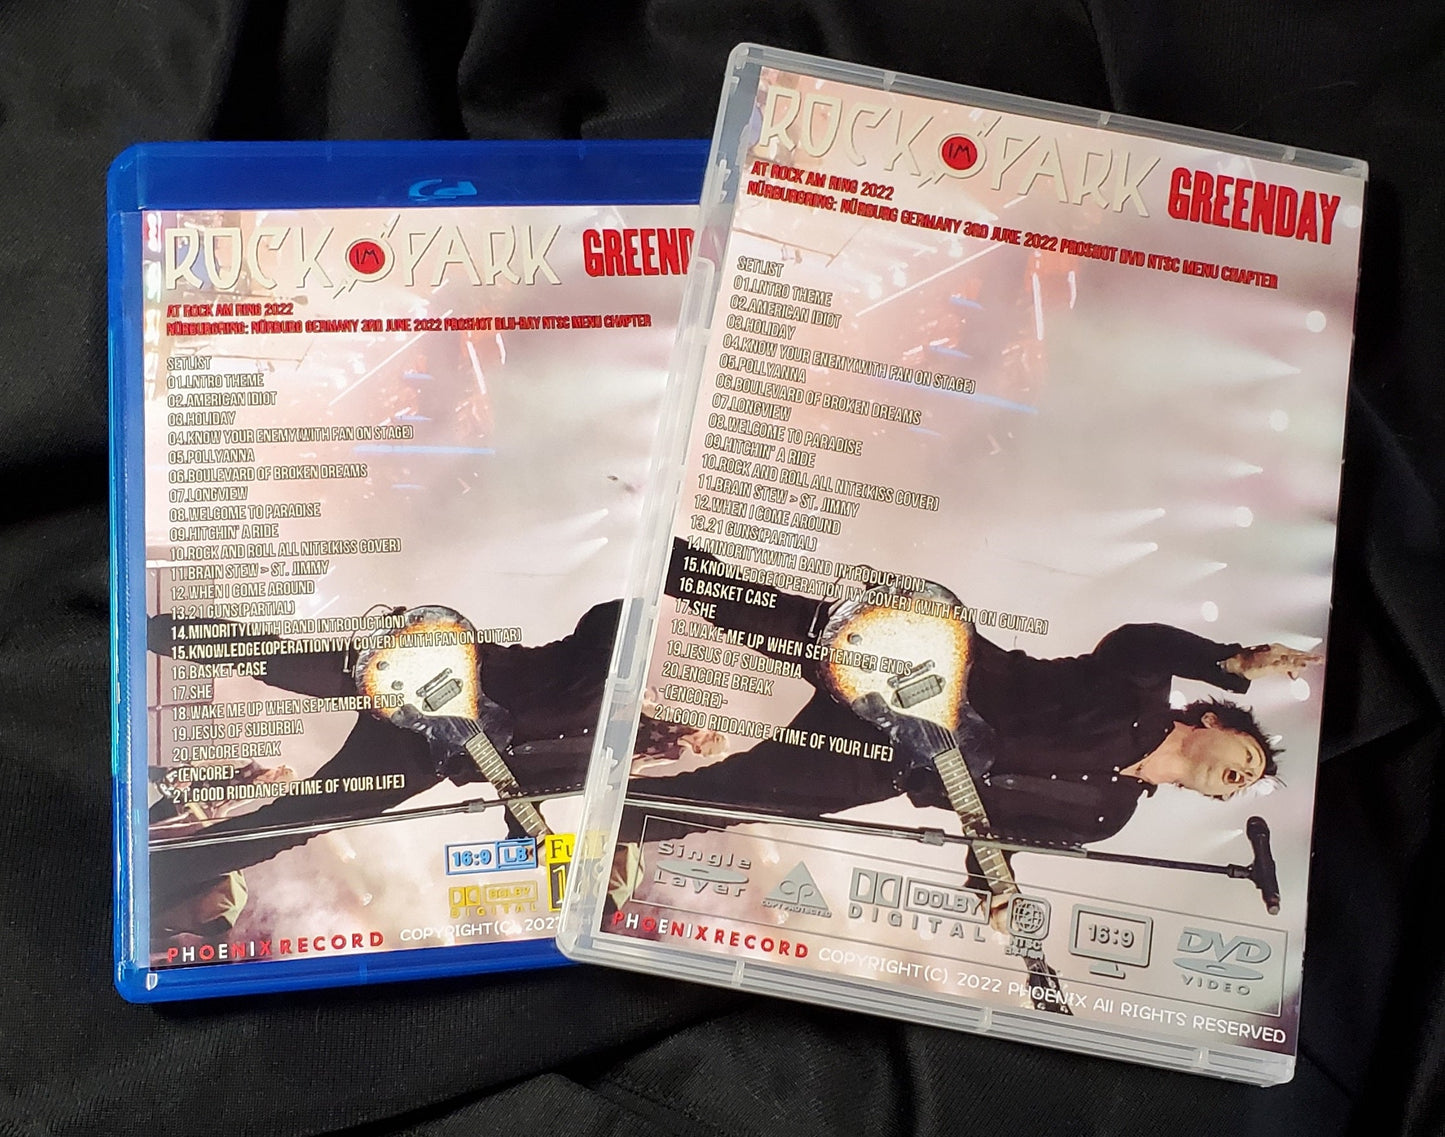 ROCK IM PARK GREEND
AT ROCK AM RING 2022
NÜRBURGRING: NÜRBURG GERMANY 3RD JUNE 2022 PROSHOT BLU-RAY NTSC MENU CHAPTER
SETLIST
01.LNTRO THEME
02.AMERICAN IDIOT
03.HOLIDAY
04.KNOW YOUR ENEMY(WITH FAN ON STAGE)
05.POLLYANNA
06.BOULEVARD OF BROKEN DREAMS
07.LONGVIEW
08.WELCOME TO PARADISE
09.HITCHIN' A RIDE
10.ROCK AND ROLL ALL NITE(KISS COVER)
11.BRAIN STEW > ST. JIMMY
12.WHEN I COME AROUND
13.21 GUNS(PARTIAL)
14.MINORITY(WITH BAND INTRODUCTION)
15.KNOWLEDGE(OPERATION IVY COVER) (WITH FAN ON GUITAR)
16.BASKET CASE
17.SHE
18.WAKE ME UP WHEN SEPTEMBER ENDS
19.JESUS OF SUBURBIA
20.ENCORE BREAK
-(ENCORE)-
21.GOOD RIDDANCE (TIME OF YOUR LIFE)
16:9 LB
DOLBY
DIGITAL
PHOENIX RECORD COPYRIGHT(C) 202
ROCK IM PARK GREENDAY
AT ROCK AM RING 2022
NÜRBURGRING: NÜRBURG GERMANY 3RD JUNE 2022 PROSHOT DVD NTSC MENU CHAPTER
SETLIST
01.LNTRO THEME
02.AMERICAN IDIOT
03.HOLIDAY
04.KNOW YOUR ENEMY(WITH FAN ON STAGE)
05.POLLYANNA
06.BOULEVARD OF BROKEN DREAMS
07.LONGVIEW
08.WELCOME TO PARADISE
09.HITCHIN' A RIDE
10.ROCK AND ROLL ALL NITE(KISS COVER)
11.BRAIN STEW > ST. JIMMY
12.WHEN I COME AROUND
13.21 GUNS(PARTIAL)
14.MINORITY(WITH BAND INTRODUCTION)
15.KNOWLEDGE(OPERATION IVY COVER) (WITH FAN ON GUITAR)
16.BASKET CASE
17.SHE
18.WAKE ME UP WHEN SEPTEMBER ENDS
19.JESUS OF SUBURBIA
20.ENCORE BREAK
-(ENCORE)-
21.GOOD RIDDANCE (TIME OF YOUR LIFE)
Single Layer
CP
COPY PROTECTED
DOLBY
DIGITAL
NTSC
16:9
DVD
VIDEO
PHOENIX RECORD COPYRIGHT(C) 2022 PHOENIX All RIGHTS RESERVED